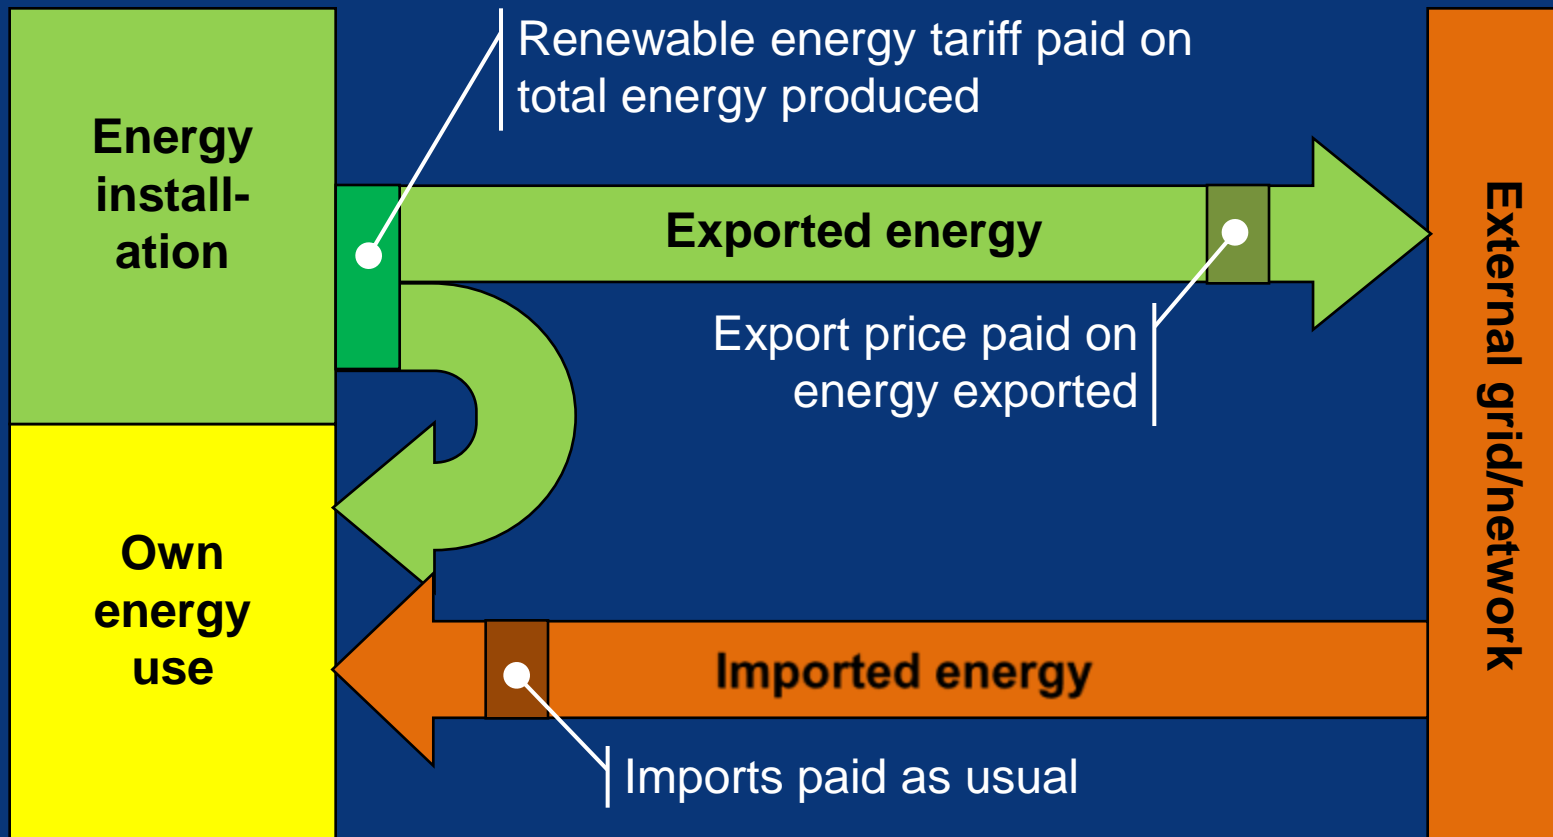 Renewable energy tariff paid on
total energy produced
Energy
install-
ation
Exported energy
Export price paid on
energy exported
External grid/network
Own
energy
use
Imported energy
Imports paid as usual